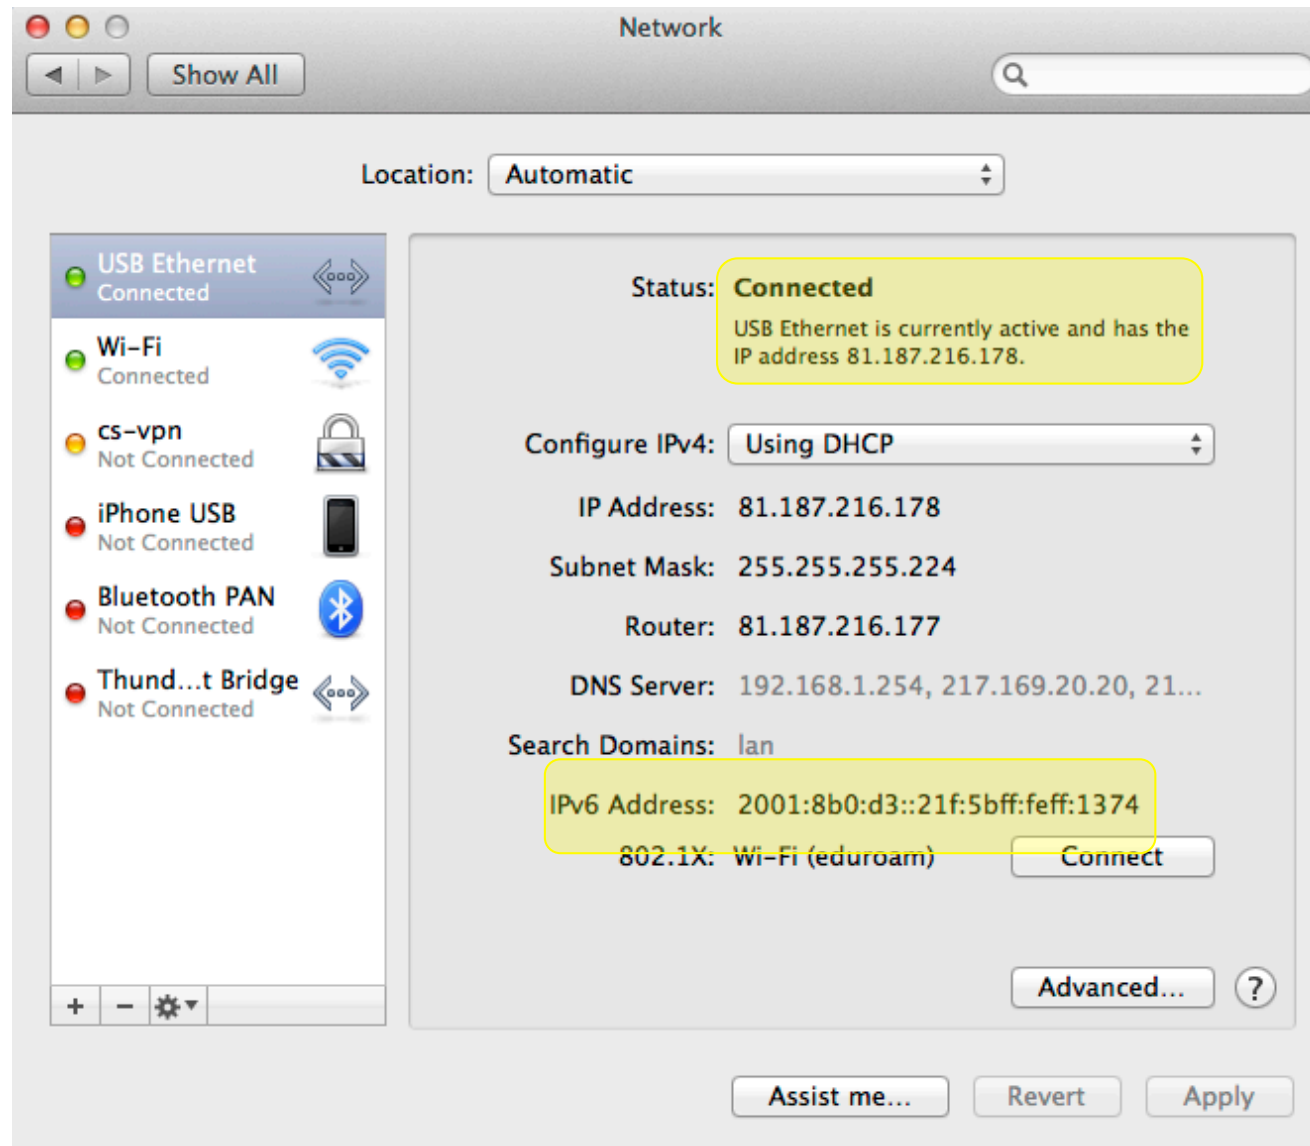 Network
Show All
Location: Automatic
USB Ethernet
Connected
Wi-Fi
Connected
cs-vpn
Not Connected
iPhone USB
Not Connected
Bluetooth PAN
Not Connected
Thund...t Bridge
Not Connected
Status: Connected
USB Ethernet is currently active and has the
IP address 81.187.216.178.
Configure IPv4: Using DHCP
IP Address: 81.187.216.178
Subnet Mask: 255.255.255.224
Router: 81.187.216.177
DNS Server: 192.168.1.254, 217.169.20.20, 21...
Search Domains: lan
IPv6 Address: 2001:8b0:d3::21f:5bff:feff:1374
802.1X: Wi-Fi (eduroam) Connect
Advanced... ?
+ −
Assist me... Revert Apply